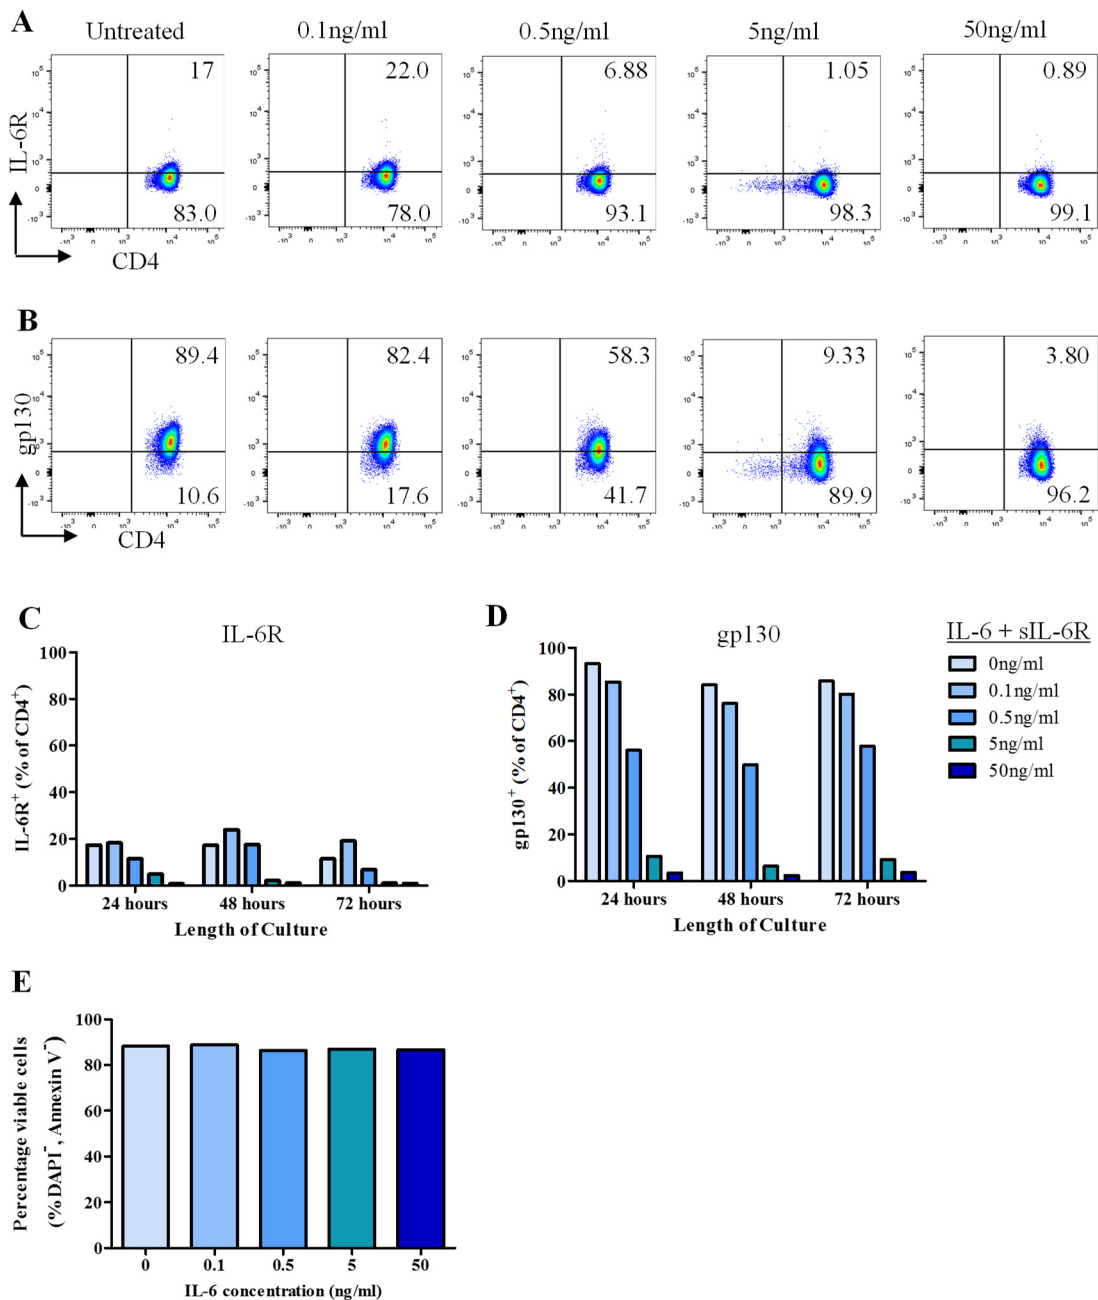 A
Untreated 0.1ng/ml 0.5ng/ml 5ng/ml 50ng/ml
17 22.0 6.88 1.05 0.89
IL-6R
83.0 78.0 93.1 98.3 99.1
CD4
B
89.4 82.4 58.3 9.33 3.80
gp130
10.6 17.6 41.7 89.9 96.2
CD4
C
IL-6R
IL-6R⁺ (% of CD4⁺)
100
80
60
40
20
0
24 hours 48 hours 72 hours
Length of Culture
D
gp130
gp130⁺ (% of CD4⁺)
100
80
60
40
20
0
24 hours 48 hours 72 hours
Length of Culture
IL-6 + sIL-6R
0ng/ml
0.1ng/ml
0.5ng/ml
5ng/ml
50ng/ml
E
Percentage viable cells
(%DAPI⁻, Annexin V⁻)
100
80
60
40
20
0
0 0.1 0.5 5 50
IL-6 concentration (ng/ml)